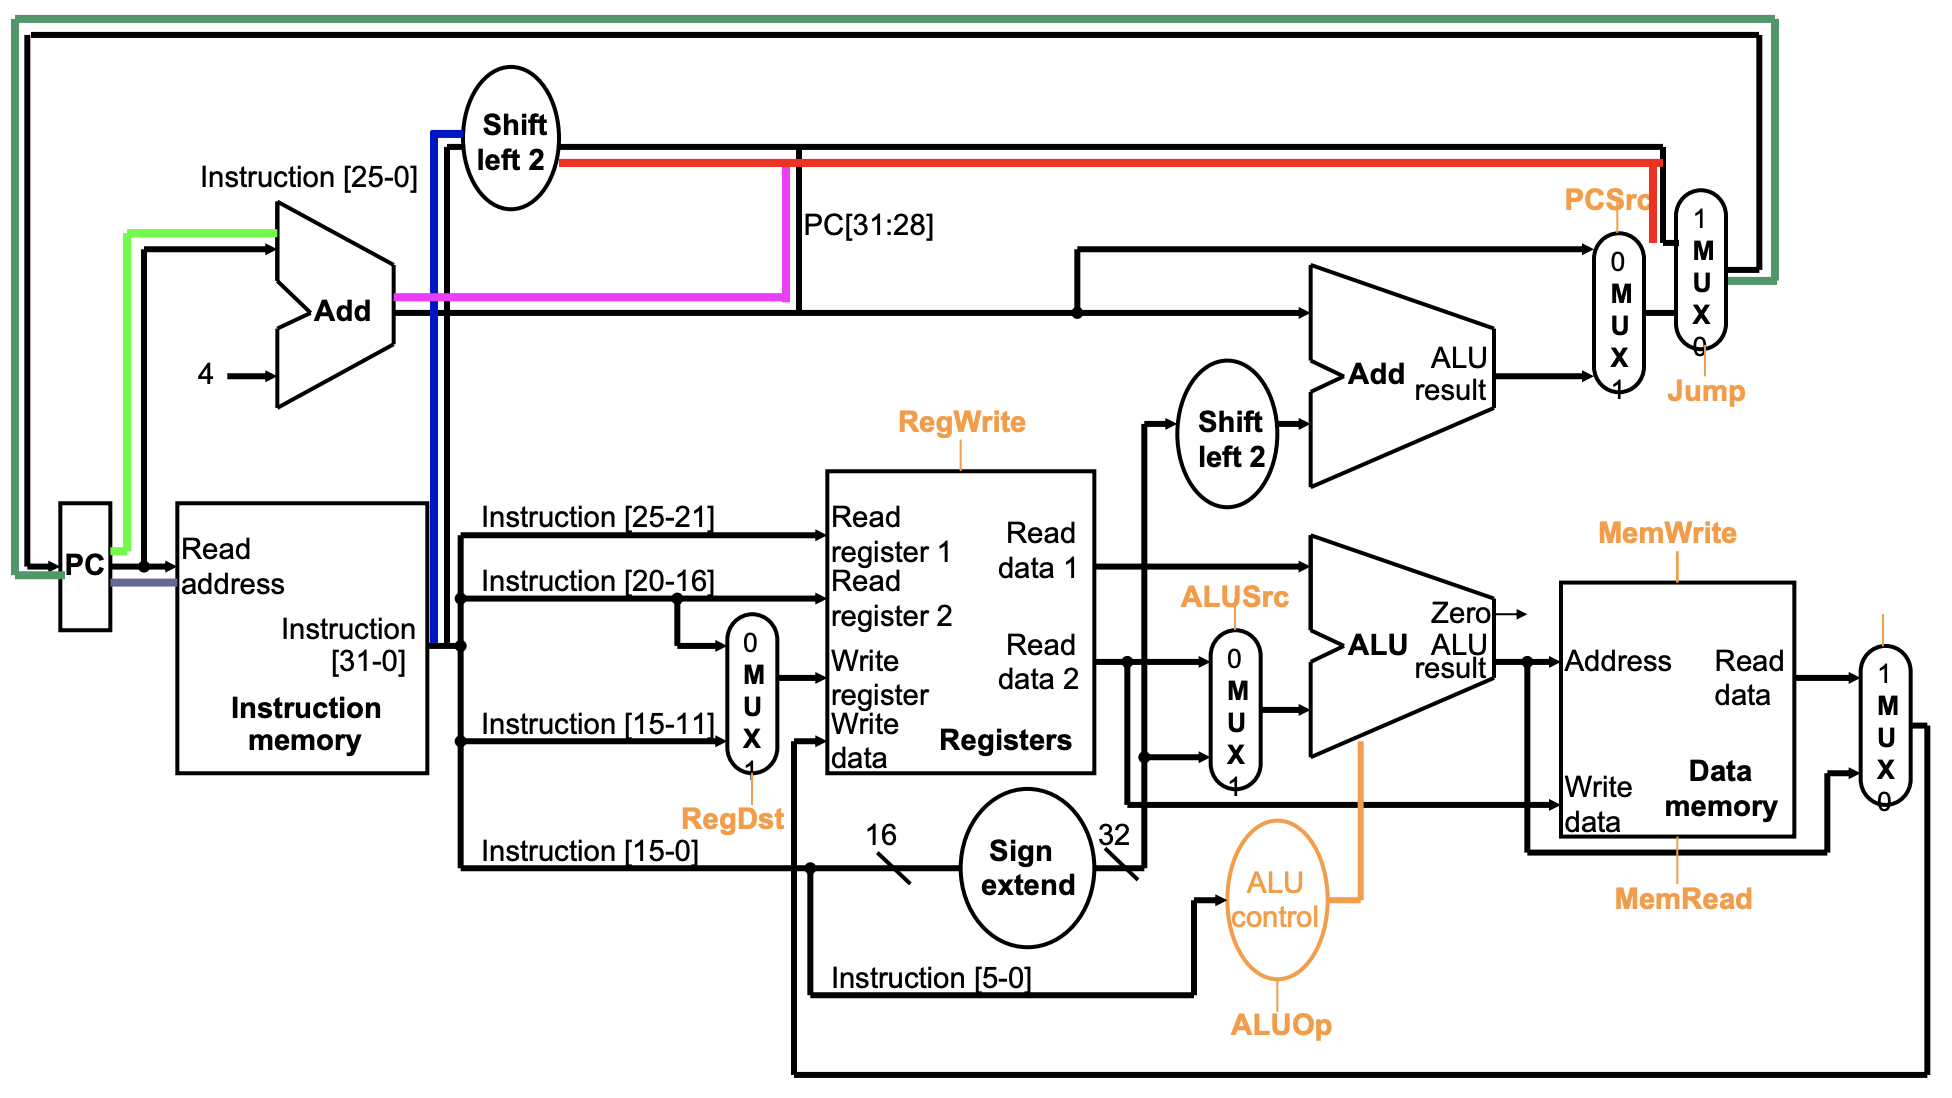 Shift
left 2
Instruction [25-0]
PC[31:28]
PCSrc
1
M
U
X
0
Jump
0
M
U
X
1
Add
4
Add
ALU
result
Shift
left 2
RegWrite
PC
Read
address
Instruction
[31-0]
Instruction
memory
Instruction [25-21]
Instruction [20-16]
Instruction [15-11]
Instruction [15-0]
0
M
U
X
1
RegDst
Read
register 1
Read
register 2
Write
register
Write
data
Read
data 1
Read
data 2
Registers
ALUSrc
0
M
U
X
1
Zero
ALU
ALU
result
MemWrite
Address
Read
data
Write
data
Data
memory
MemRead
1
M
U
X
0
16
Sign
extend
32
ALU
control
Instruction [5-0]
ALUOp